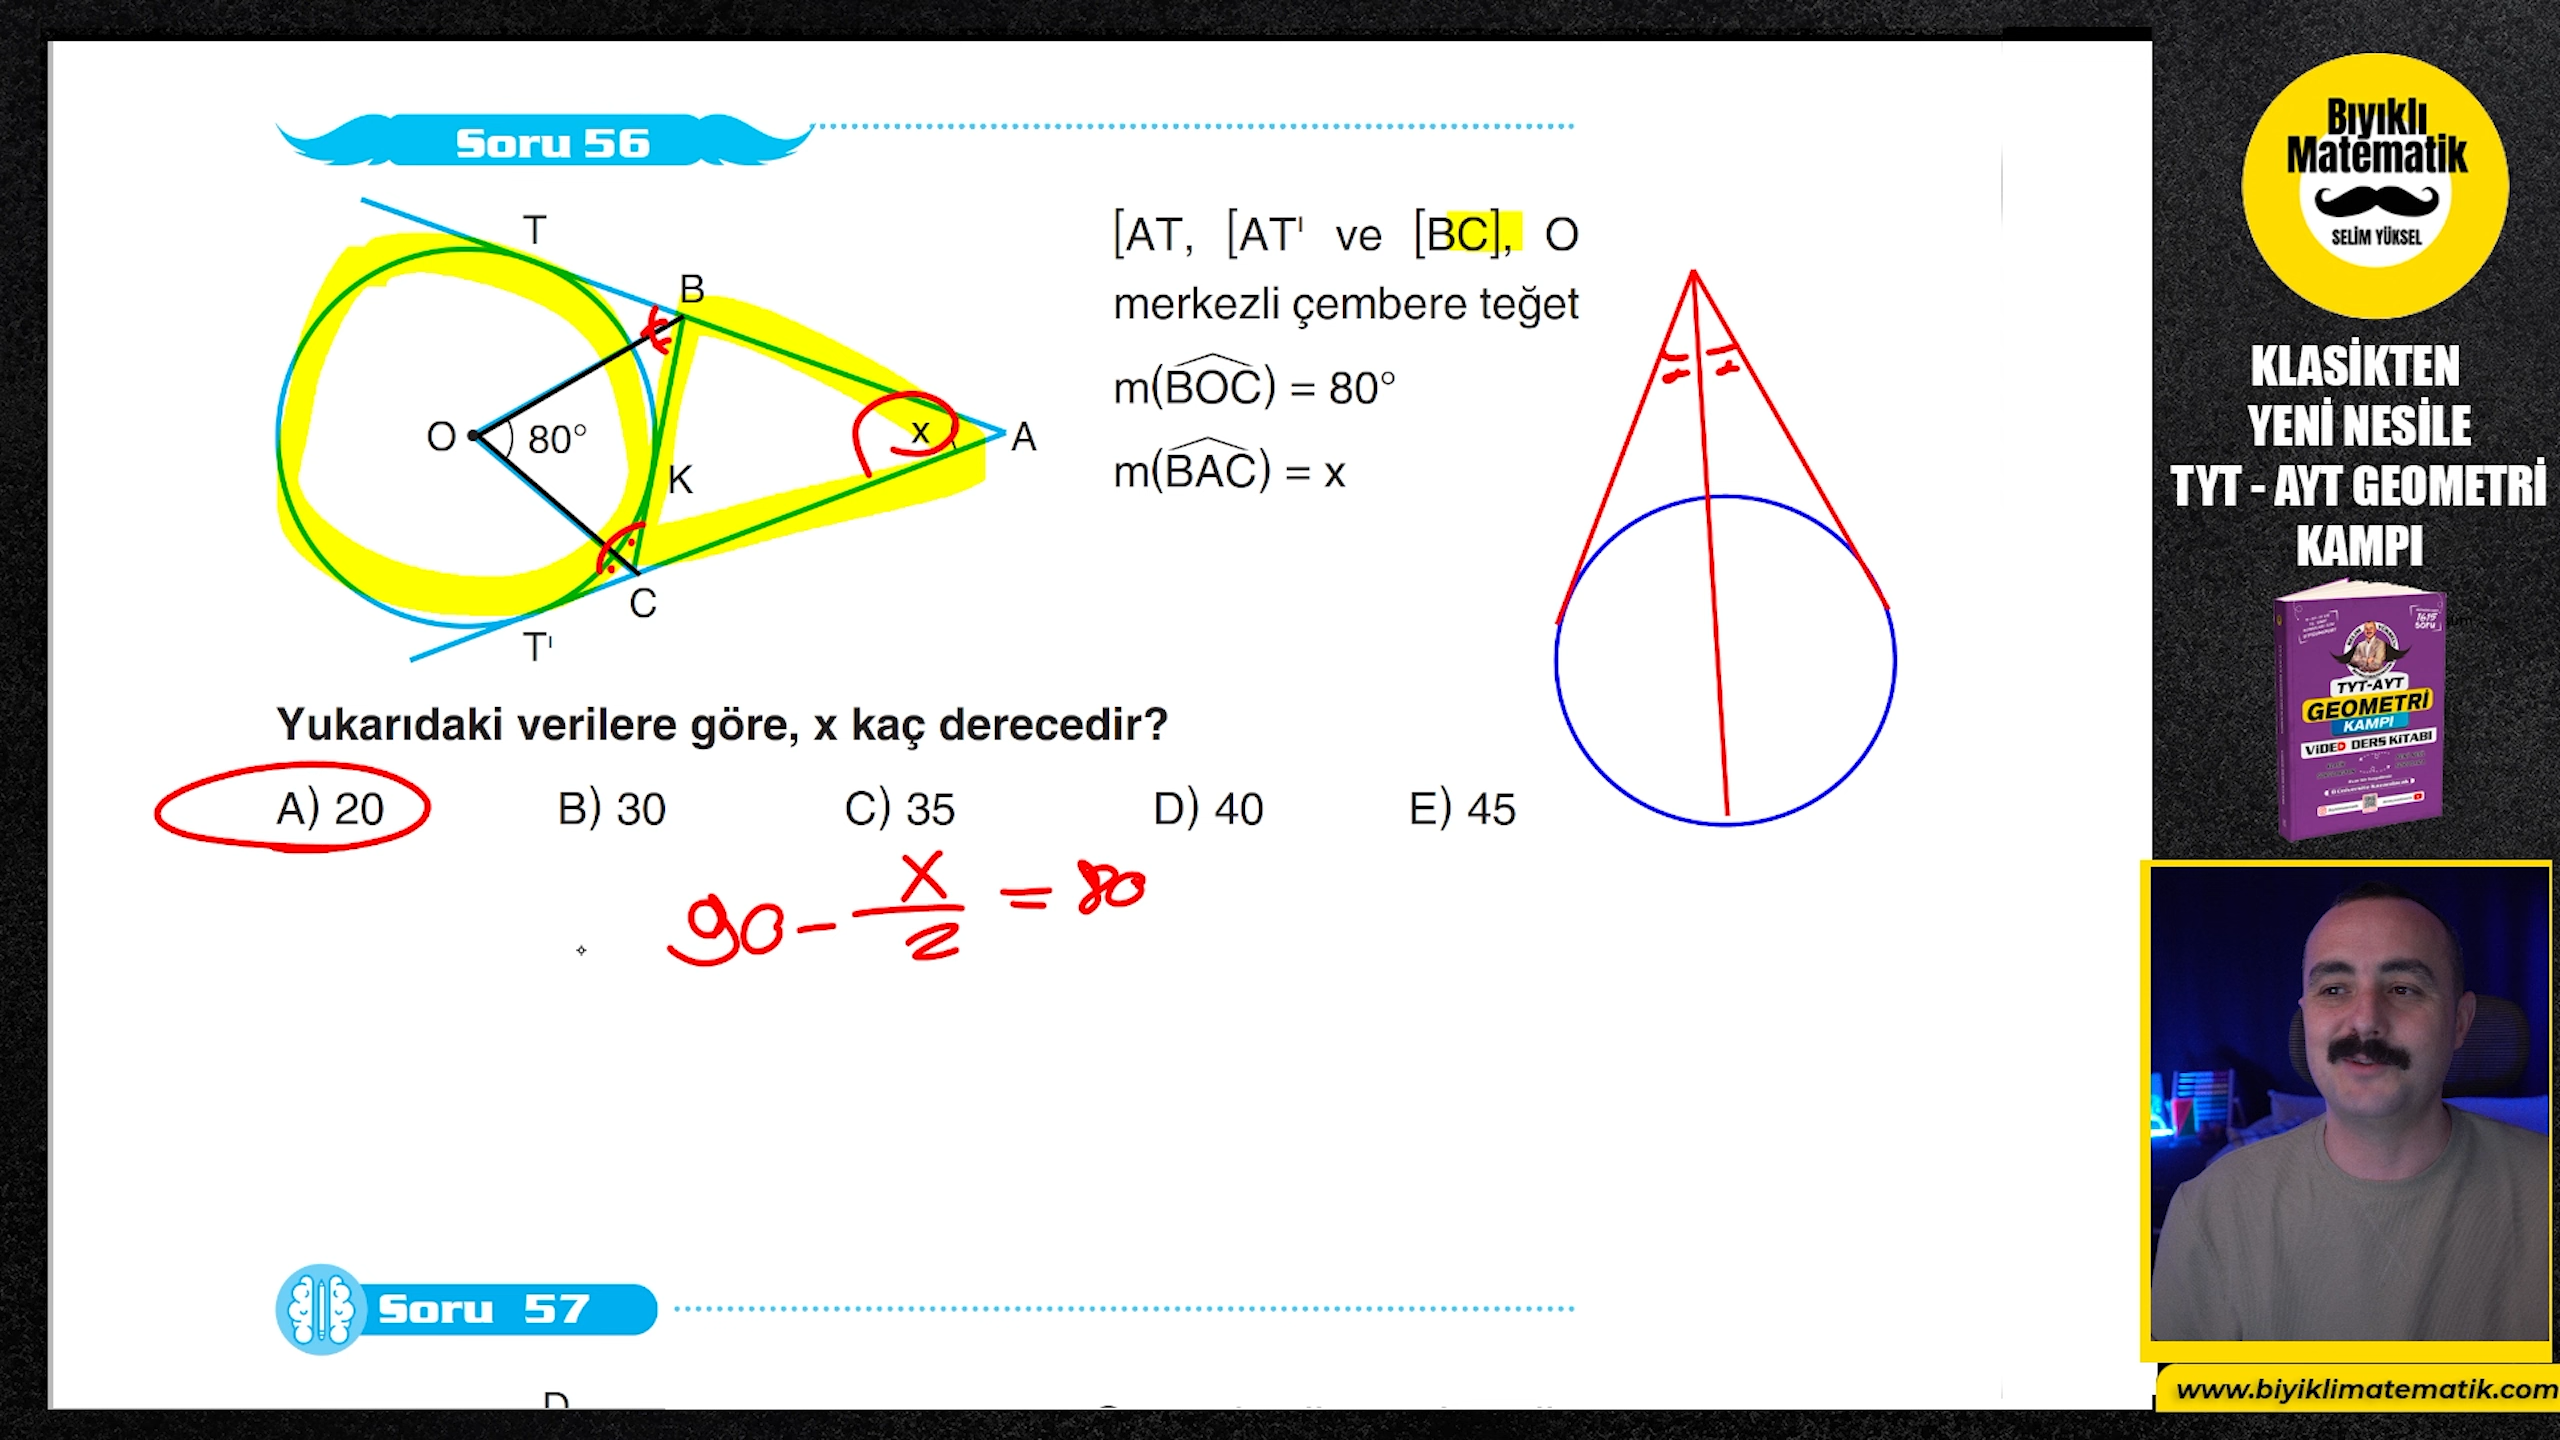 Soru 56
T
B
O
80°
x
A
K
C
T'
[AT, [AT' ve [BC], O
merkezli çembere teğet
m(BOC) = 80°
m(BAC) = x
Yukarıdaki verilere göre, x kaç derecedir?
A) 20 B) 30 C) 35 D) 40 E) 45
90 - x/2 = 80
Soru 57
D
Bıyıklı
Matematik
SELİM YÜKSEL
KLASİKTEN
YENİ NESİLE
TYT - AYT GEOMETRİ
KAMPI
1615
soru
TYT-AYT
GEOMETRİ
KAMPI
VİDEO DERS KİTABI
www.biyiklimatematik.com